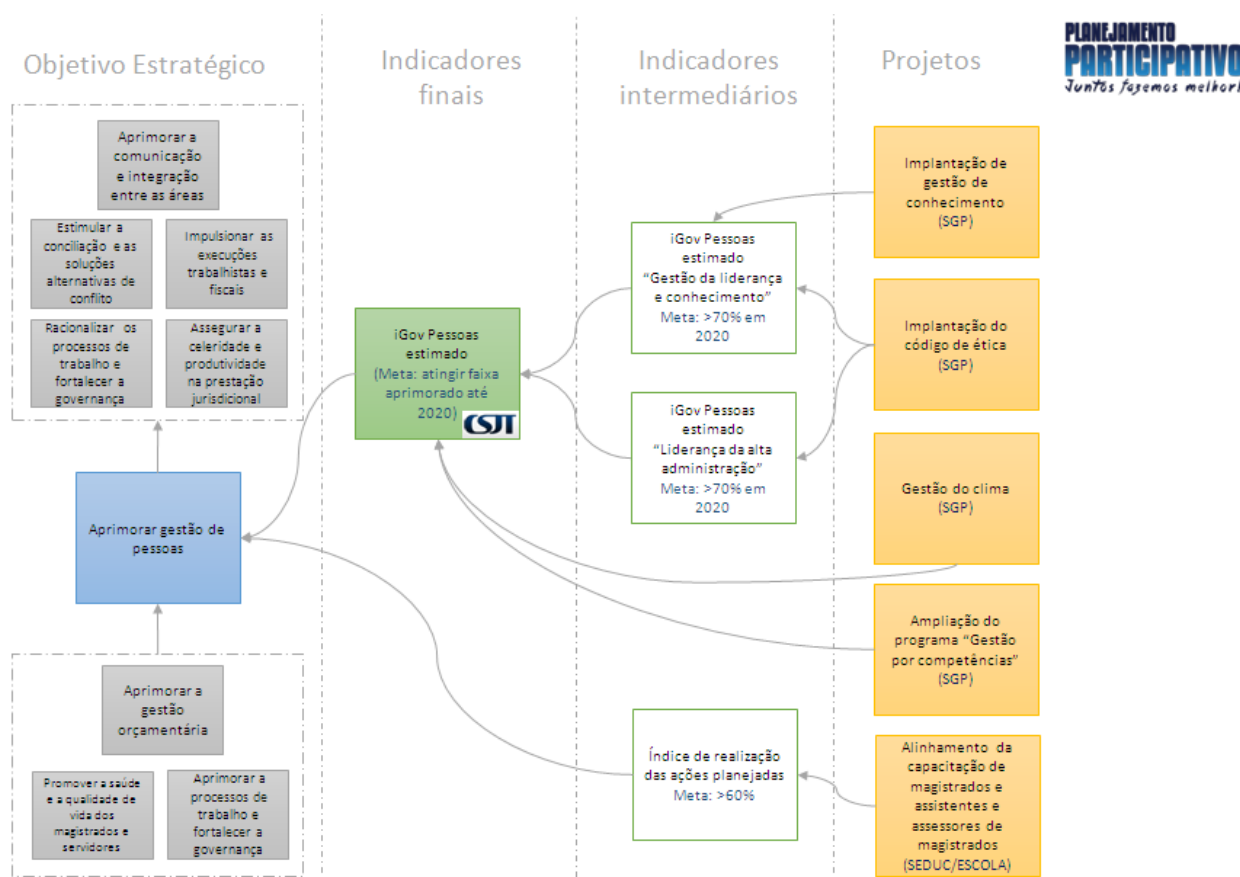 Objetivo Estratégico
Indicadores
finais
Indicadores
intermediários
Projetos
PLANEJAMENTO
PARTICIPATIVO
Juntos fazemos melhor!
Aprimorar a
comunicação
e integração
entre as áreas
Estimular a
conciliação e as
soluções
alternativas de
conflito
Impulsionar as
execuções
trabalhistas e
fiscais
Racionalizar os
processos de
trabalho e
fortalecer a
governança
Assegurar a
celeridade e
produtividade
na prestação
jurisdicional
Aprimorar gestão de
pessoas
Aprimorar a
gestão
orçamentária
Promover a saúde
e a qualidade de
vida dos
magistrados e
servidores
Aprimorar a
processos de
trabalho e
fortalecer a
governança
iGov Pessoas
estimado
(Meta: atingir faixa
aprimorado até
2020)
CSJT
iGov Pessoas
estimado
“Gestão da liderança
e conhecimento”
Meta: >70% em
2020
iGov Pessoas
estimado
“Liderança da alta
administração”
Meta: >70% em
2020
Índice de realização
das ações planejadas
Meta: >60%
Implantação de
gestão de
conhecimento
(SGP)
Implantação do
código de ética
(SGP)
Gestão do clima
(SGP)
Ampliação do
programa “Gestão
por competências”
(SGP)
Alinhamento da
capacitação de
magistrados e
assistentes e
assessores de
magistrados
(SEDUC/ESCOLA)